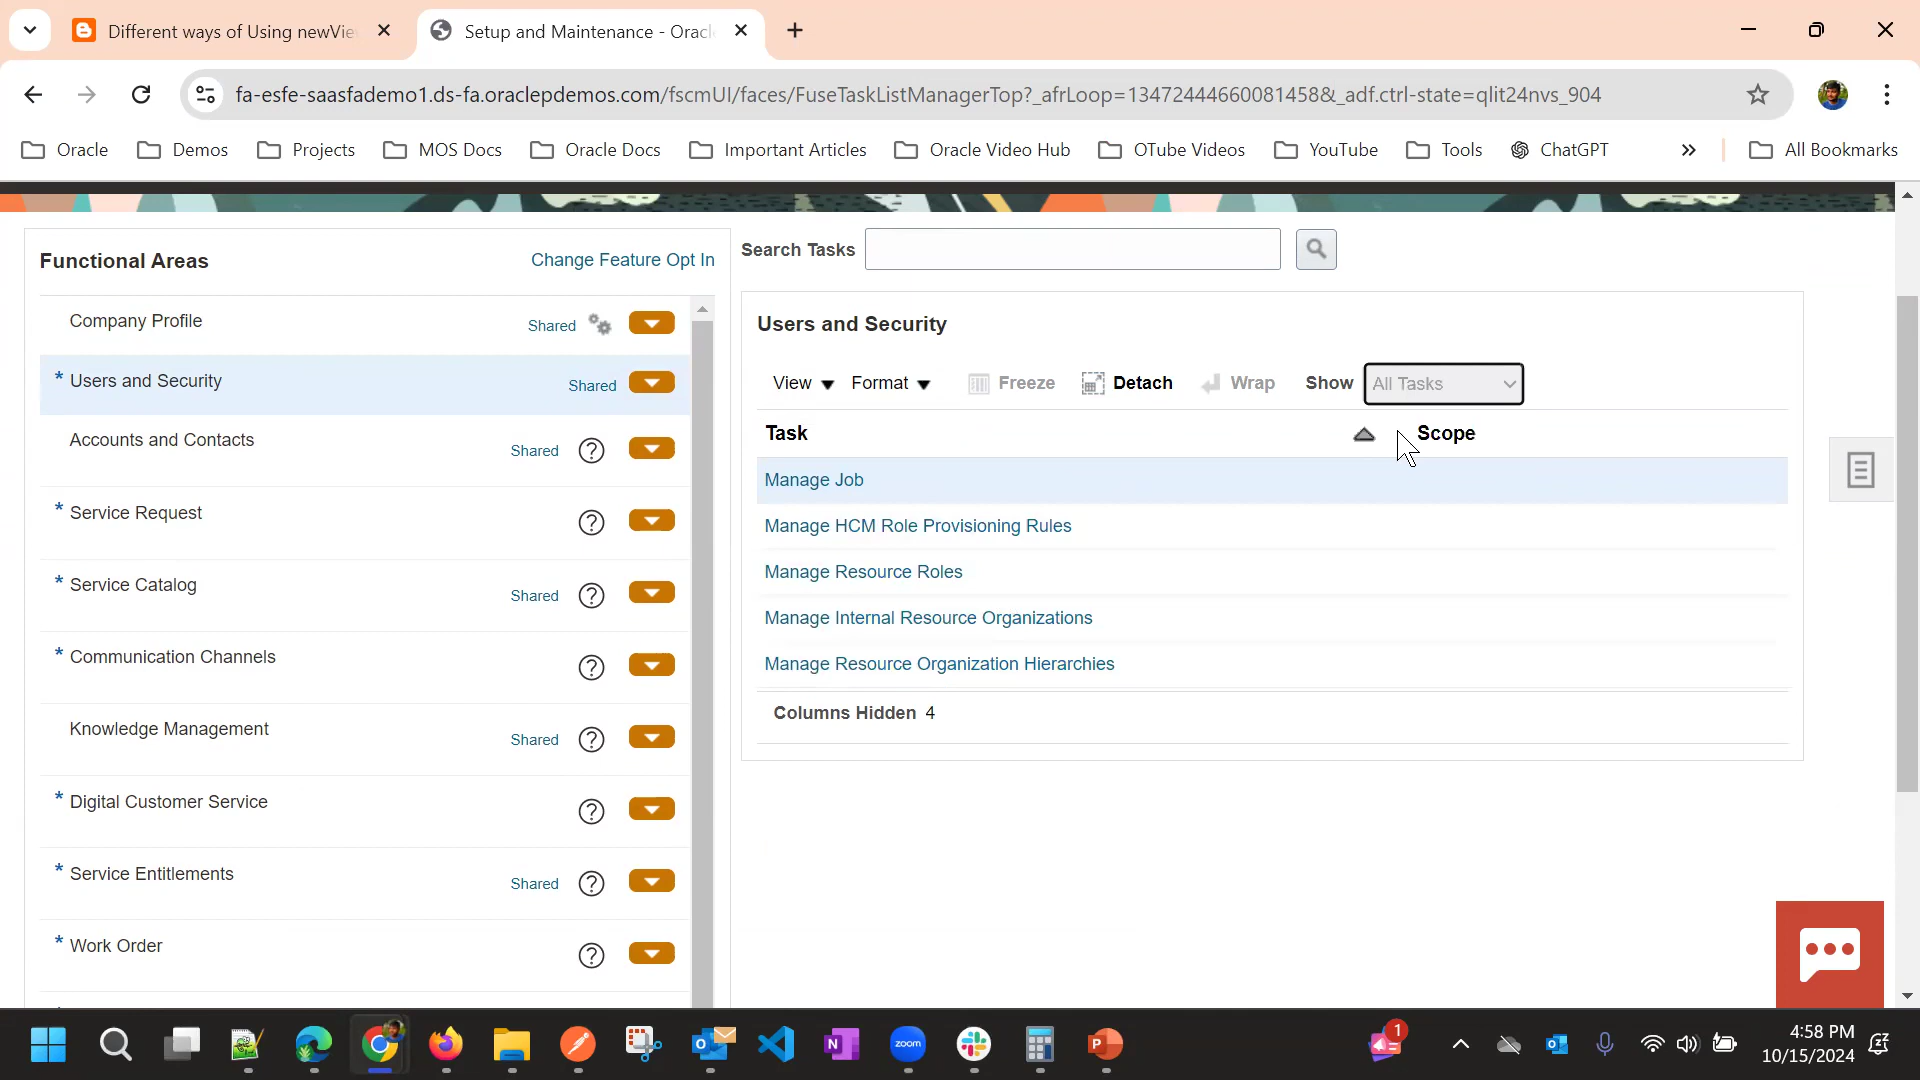 Different ways of Using newVie
Setup and Maintenance - Oracl
fa-esfe-saasfademo1.ds-fa.oraclepdemos.com/fscmUI/faces/FuseTaskListManagerTop?_afrLoop=13472444660081458&_adf.ctrl-state=qlit24nvs_904
Oracle Demos Projects MOS Docs Oracle Docs Important Articles Oracle Video Hub OTube Videos YouTube Tools ChatGPT » All Bookmarks
Functional Areas Change Feature Opt In
Company Profile Shared
* Users and Security Shared
Accounts and Contacts Shared ?
* Service Request ?
* Service Catalog Shared ?
* Communication Channels ?
Knowledge Management Shared ?
* Digital Customer Service ?
* Service Entitlements Shared ?
* Work Order ?
Search Tasks
Users and Security
View Format Freeze Detach Wrap Show All Tasks
Task Scope
Manage Job
Manage HCM Role Provisioning Rules
Manage Resource Roles
Manage Internal Resource Organizations
Manage Resource Organization Hierarchies
Columns Hidden 4
zoom
1
4:58 PM
10/15/2024